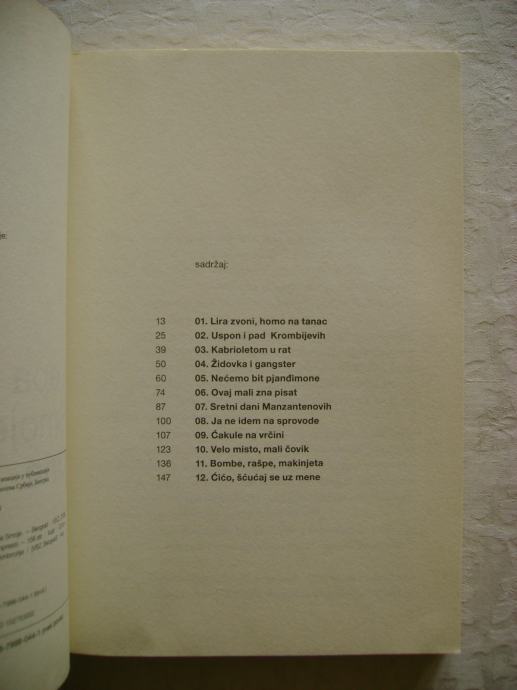 sadržaj:
13 01. Lira zvoni, homo na tanac
25 02. Uspon i pad Krombijevih
39 03. Kabrioletom u rat
50 04. Židovka i gangster
60 05. Nećemo bit pjanđimone
74 06. Ovaj mali zna pisat
87 07. Sretni dani Manzantenovih
100 08. Ja ne idem na sprovode
107 09. Ćakule na vrčini
123 10. Velo misto, mali čovik
136 11. Bombe, rašpe, makinjeta
147 12. Ćićo, šćućaj se uz mene